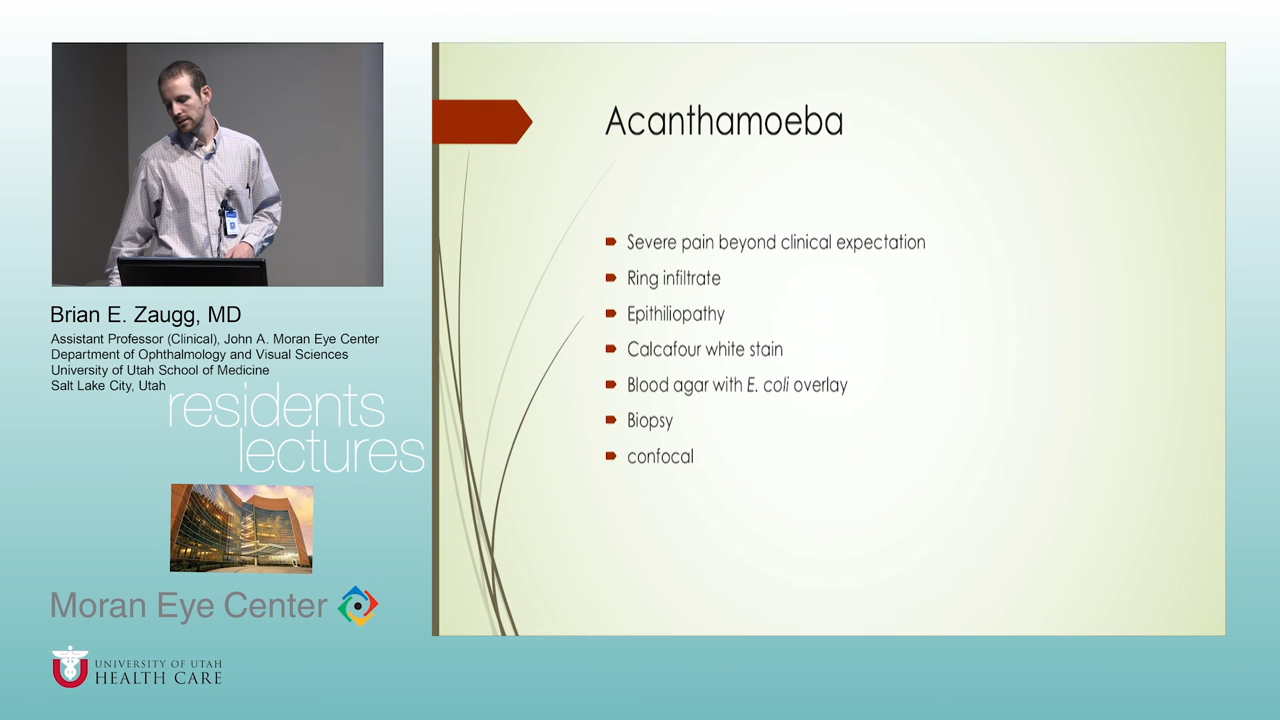 Brian E. Zaugg, MD
Assistant Professor (Clinical), John A. Moran Eye Center
Department of Ophthalmology and Visual Sciences
University of Utah School of Medicine
Salt Lake City, Utah
residents
lectures
Moran Eye Center
UNIVERSITY OF UTAH
HEALTH CARE
Acanthamoeba
Severe pain beyond clinical expectation
Ring infiltrate
Epithiliopathy
Calcafour white stain
Blood agar with E. coli overlay
Biopsy
confocal